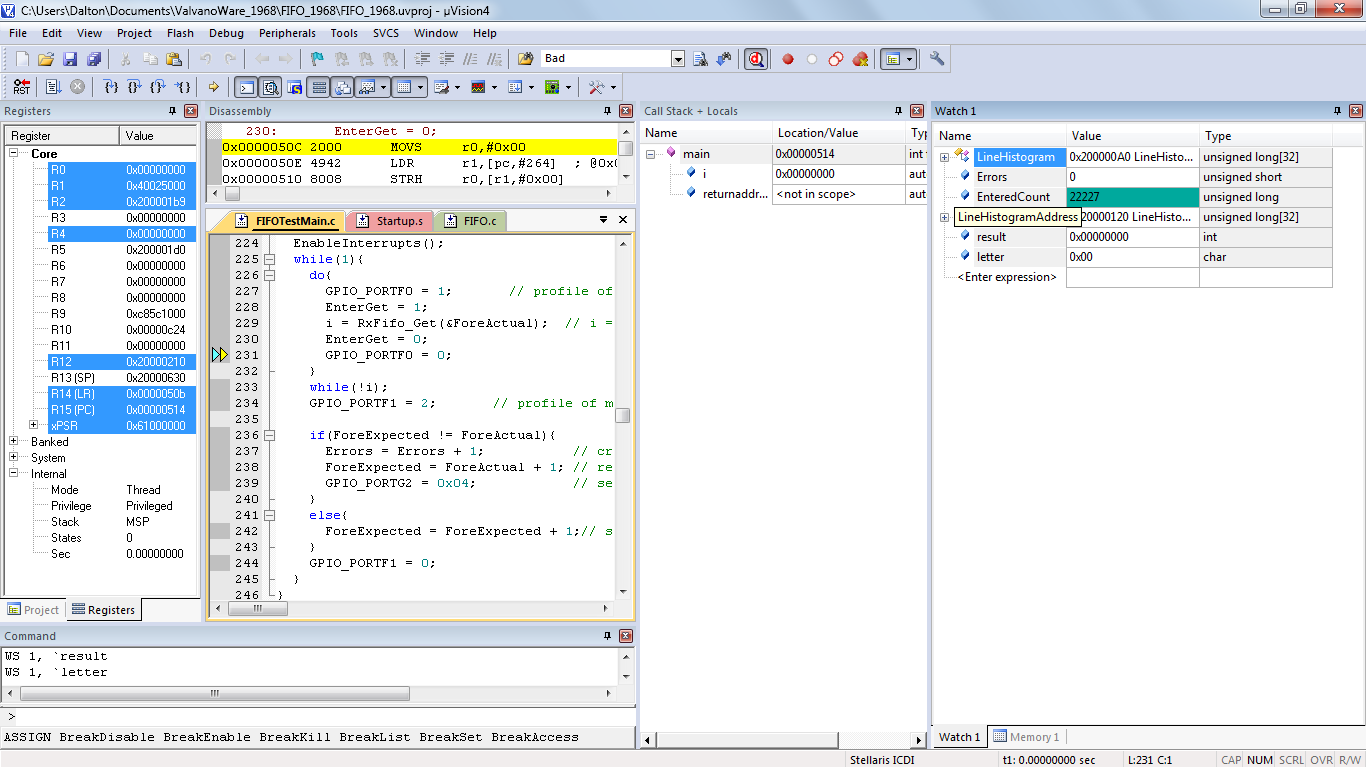 C:\Users\Dalton\Documents\ValvanoWare_1968\FIFO_1968\FIFO_1968.uvproj - µVision4
File Edit View Project Flash Debug Peripherals Tools SVCS Window Help
Bad
RST
Registers
Register Value
Core
R0 0x00000000
R1 0x40025000
R2 0x200001b9
R3 0x00000000
R4 0x00000000
R5 0x200001d0
R6 0x00000000
R7 0x00000000
R8 0x00000000
R9 0xc85c1000
R10 0x00000c24
R11 0x00000000
R12 0x20000210
R13 (SP) 0x20000630
R14 (LR) 0x0000050b
R15 (PC) 0x00000514
xPSR 0x61000000
Banked
System
Internal
Mode Thread
Privilege Privileged
Stack MSP
States 0
Sec 0.00000000
Project Registers
Disassembly
230: EnterGet = 0;
0x0000050C 2000 MOVS r0,#0x00
0x0000050E 4942 LDR r1,[pc,#264] ; @0x0
0x00000510 8008 STRH r0,[r1,#0x00]
FIFOTestMain.c Startup.s FIFO.c
224 EnableInterrupts();
225 while(1){
226 do{
227 GPIO_PORTF0 = 1; // profile of
228 EnterGet = 1;
229 i = RxFifo_Get(&ForeActual); // i =
230 EnterGet = 0;
231 GPIO_PORTF0 = 0;
232 }
233 while(!i);
234 GPIO_PORTF1 = 2; // profile of m
235
236 if(ForeExpected != ForeActual){
237 Errors = Errors + 1; // cr
238 ForeExpected = ForeActual + 1; // re
239 GPIO_PORTG2 = 0x04; // se
240 }
241 else{
242 ForeExpected = ForeExpected + 1;// s
243 }
244 GPIO_PORTF1 = 0;
245 }
246 }
Call Stack + Locals
Name Location/Value Typ
main 0x00000514 int
i 0x00000000 aut
returnaddr... <not in scope> aut
Watch 1
Name Value Type
LineHistogram 0x200000A0 LineHisto... unsigned long[32]
Errors 0 unsigned short
EnteredCount 22227 unsigned long
LineHistogramAddress 20000120 LineHisto... unsigned long[32]
result 0x00000000 int
letter 0x00 char
<Enter expression>
Watch 1 Memory 1
Command
WS 1, `result
WS 1, `letter
>
ASSIGN BreakDisable BreakEnable BreakKill BreakList BreakSet BreakAccess
Stellaris ICDI t1: 0.00000000 sec L:231 C:1 CAP NUM SCRL OVR R/W